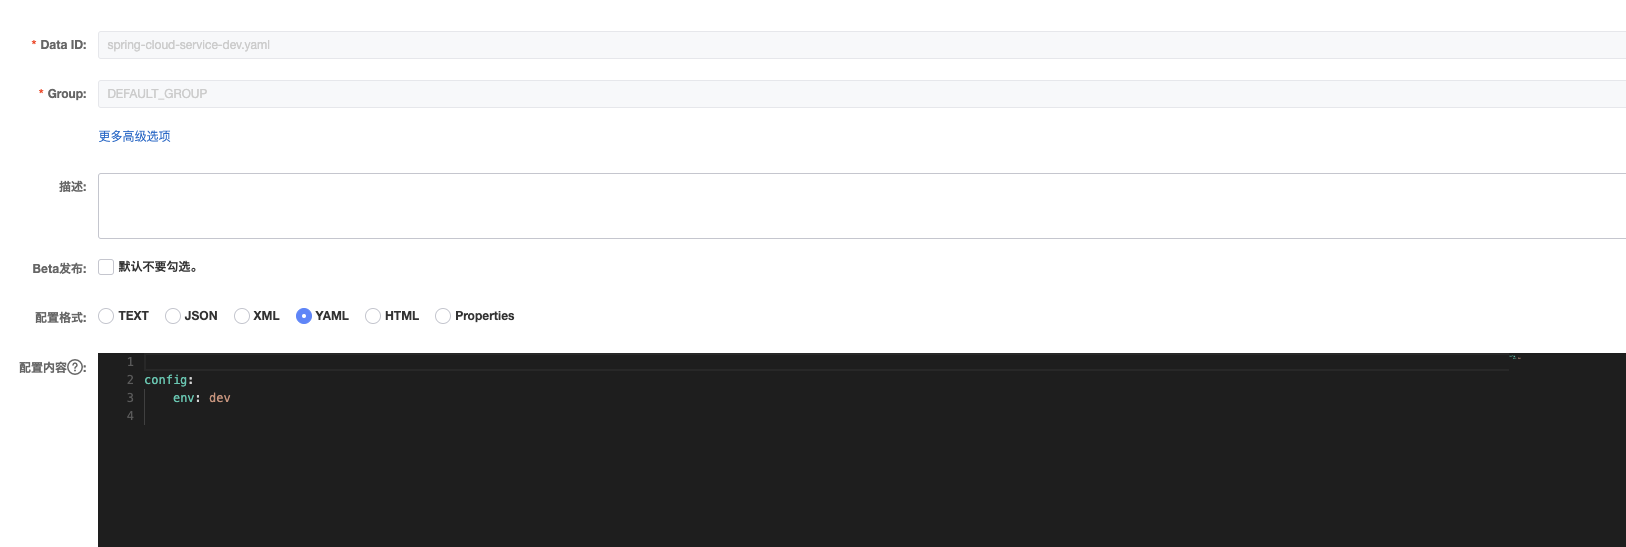 * Data ID: spring-cloud-service-dev.yaml
* Group: DEFAULT_GROUP
更多高级选项
描述:
Beta发布: 默认不要勾选。
配置格式: TEXT JSON XML YAML HTML Properties
配置内容?: 1
2 config:
3 env: dev
4